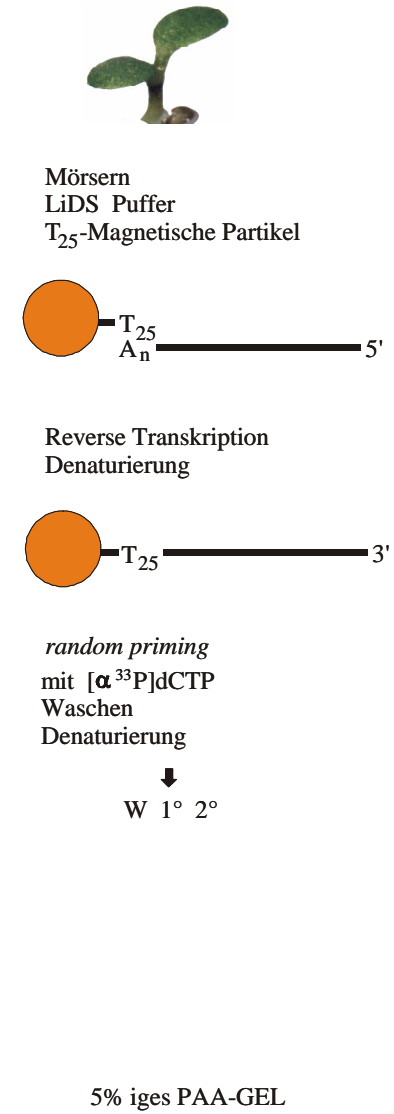 Mörsern
LiDS Puffer
T25-Magnetische Partikel
T25
An 5'
Reverse Transkription
Denaturierung
T25 3'
random priming
mit [α 33P]dCTP
Waschen
Denaturierung
W 1° 2°
5% iges PAA-GEL